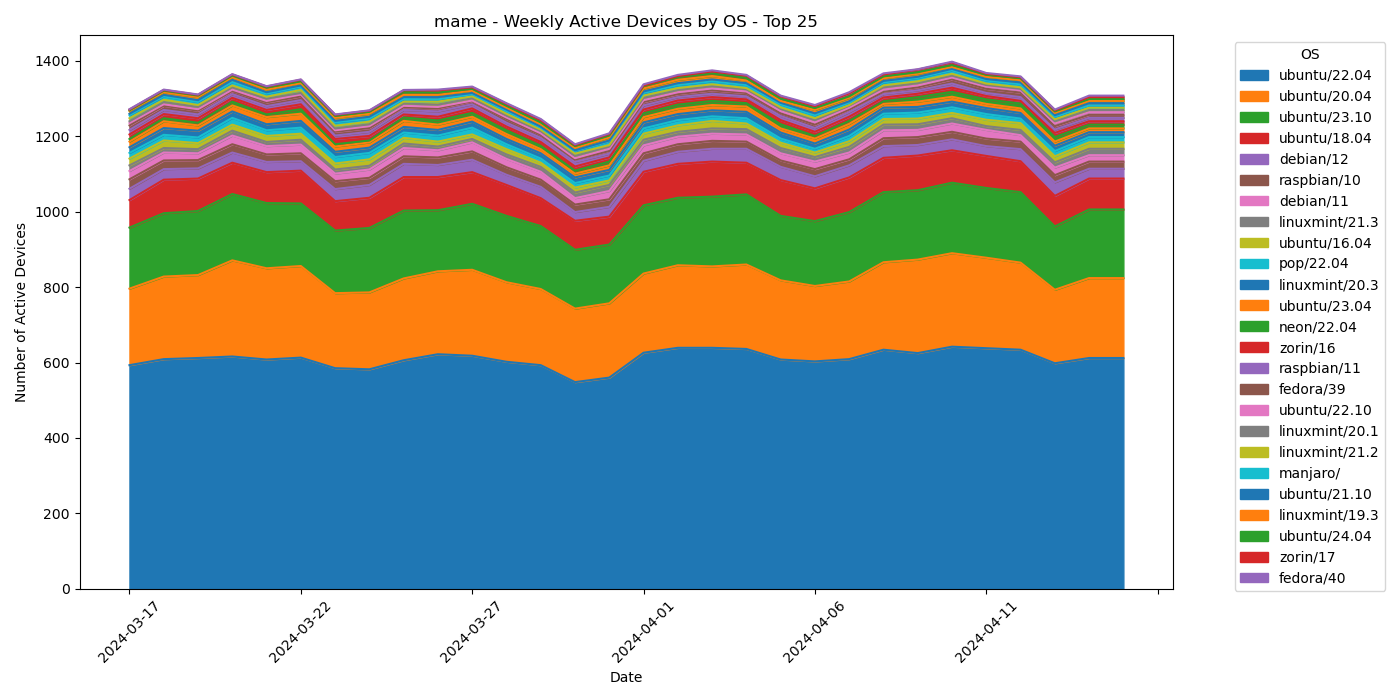 mame - Weekly Active Devices by OS - Top 25
Number of Active Devices
1400
1200
1000
800
600
400
200
0
2024-03-17
2024-03-22
2024-03-27
2024-04-01
2024-04-06
2024-04-11
Date
OS
ubuntu/22.04
ubuntu/20.04
ubuntu/23.10
ubuntu/18.04
debian/12
raspbian/10
debian/11
linuxmint/21.3
ubuntu/16.04
pop/22.04
linuxmint/20.3
ubuntu/23.04
neon/22.04
zorin/16
raspbian/11
fedora/39
ubuntu/22.10
linuxmint/20.1
linuxmint/21.2
manjaro/
ubuntu/21.10
linuxmint/19.3
ubuntu/24.04
zorin/17
fedora/40